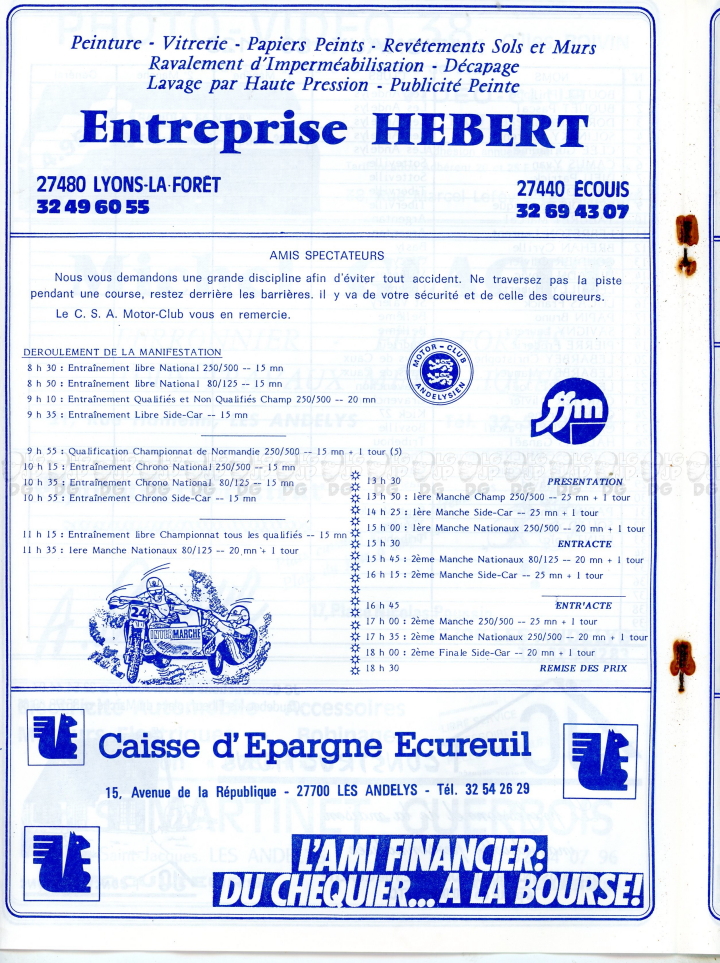 Peinture - Vitrerie - Papiers Peints - Revêtements Sols et Murs
Ravalement d'Imperméabilisation - Décapage
Lavage par Haute Pression - Publicité Peinte
Entreprise HEBERT
27480 LYONS-LA-FORÊT
32 49 60 55
27440 ÉCOUIS
32 69 43 07
AMIS SPECTATEURS
Nous vous demandons une grande discipline afin d'éviter tout accident. Ne traversez pas la piste
pendant une course, restez derrière les barrières. il y va de votre sécurité et de celle des coureurs.
Le C. S. A. Motor-Club vous en remercie.
DEROULEMENT DE LA MANIFESTATION
8 h 30 : Entraînement libre National 250/500 -- 15 mn
8 h 50 : Entraînement libre National 80/125 -- 15 mn
9 h 10 : Entraînement Qualifiés et Non Qualifiés Champ 250/500 -- 20 mn
9 h 35 : Entraînement Libre Side-Car -- 15 mn
MOTOR-CLUB
ANDELYSIEN
ffm
9 h 55 : Qualification Championnat de Normandie 250/500 -- 15 mn + 1 tour (5)
10 h 15 : Entraînement Chrono National 250/500 -- 15 mn
10 h 35 : Entraînement Chrono National 80/125 -- 15 mn
10 h 55 : Entraînement Chrono Side-Car -- 15 mn
11 h 15 : Entraînement libre Championnat tous les qualifiés -- 15 mn
11 h 35 : 1ere Manche Nationaux 80/125 -- 20 mn + 1 tour
13 h 30 PRESENTATION
13 h 50 : 1ère Manche Champ 250/500 -- 25 mn + 1 tour
14 h 25 : 1ère Manche Side-Car -- 25 mn + 1 tour
15 h 00 : 1ère Manche Nationaux 250/500 -- 20 mn + 1 tour
15 h 30 ENTRACTE
15 h 45 : 2ème Manche Nationaux 80/125 -- 20 mn + 1 tour
16 h 15 : 2ème Manche Side-Car -- 25 mn + 1 tour
16 h 45 ENTR'ACTE
17 h 00 : 2ème Manche 250/500 -- 25 mn + 1 tour
17 h 35 : 2ème Manche Nationaux 250/500 -- 20 mn + 1 tour
18 h 00 : 2ème Finale Side-Car -- 20 mn + 1 tour
18 h 30 REMISE DES PRIX
24
INTER MARCHE
Caisse d'Epargne Ecureuil
15, Avenue de la République - 27700 LES ANDELYS - Tél. 32 54 26 29
L'AMI FINANCIER:
DU CHEQUIER... A LA BOURSE!